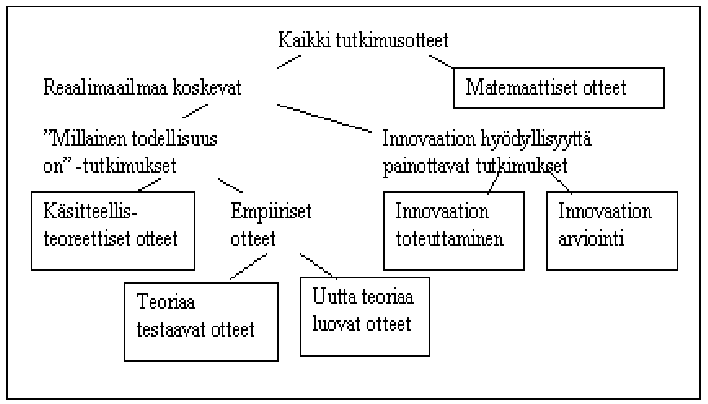 Kaikki tutkimusotteet
Reaalimaailmaa koskevat
Matemaattiset otteet
”Millainen todellisuus
on” -tutkimukset
Innovaation hyödyllisyyttä
painottavat tutkimukset
Käsitteellis-
teoreettiset otteet
Empiiriset
otteet
Innovaation
toteuttaminen
Innovaation
arviointi
Teoriaa
testaavat otteet
Uutta teoriaa
luovat otteet